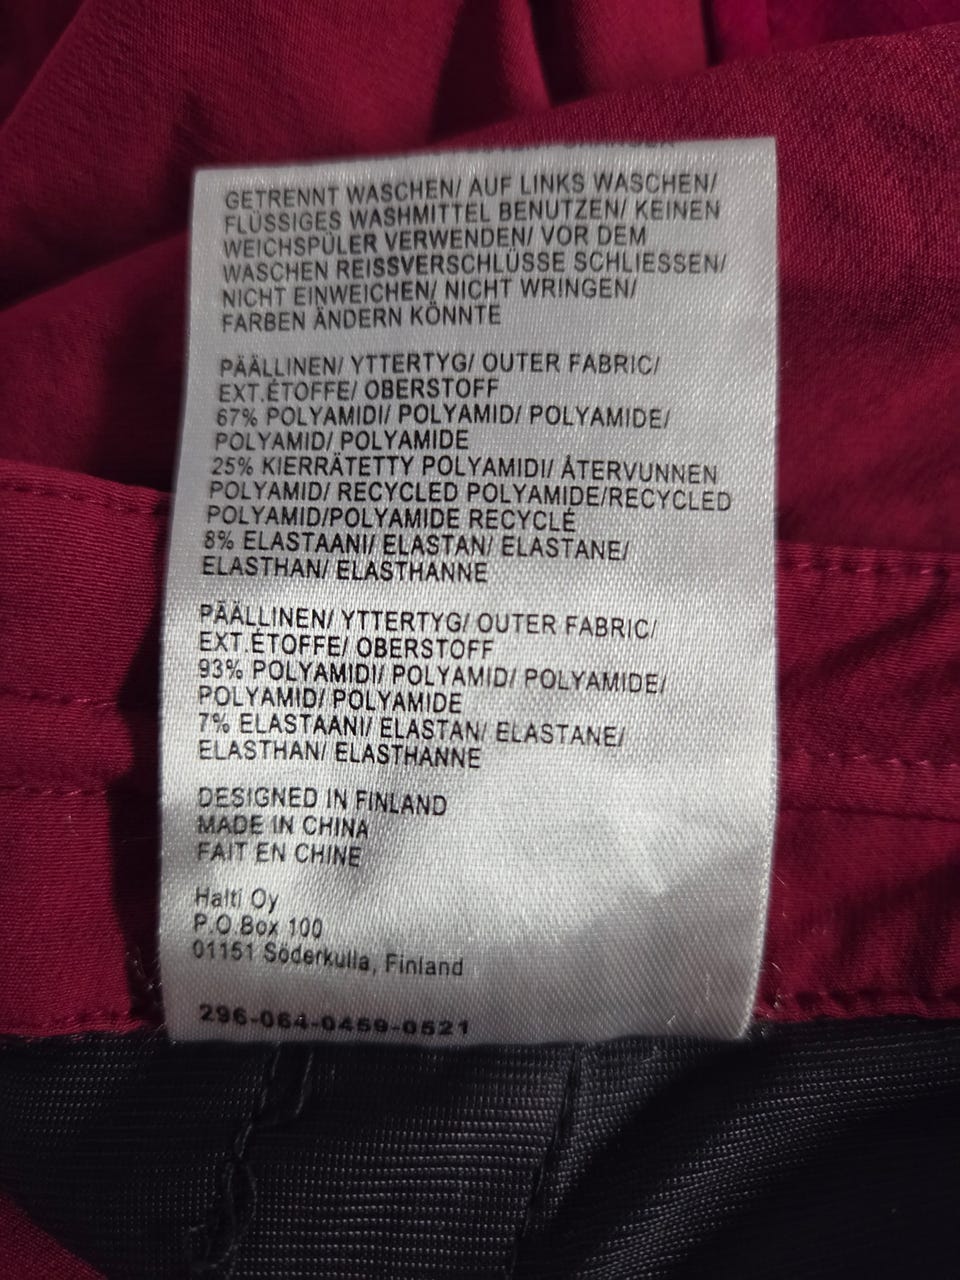 GETRENNT WASCHEN/ AUF LINKS WASCHEN/
FLÜSSIGES WASHMITTEL BENUTZEN/ KEINEN
WEICHSPÜLER VERWENDEN/ VOR DEM
WASCHEN REISSVERSCHLÜSSE SCHLIESSEN/
NICHT EINWEICHEN/ NICHT WRINGEN/
FARBEN ÄNDERN KÖNNTE
PÄÄLLINEN/ YTTERTYG/ OUTER FABRIC/
EXT.ÉTOFFE/ OBERSTOFF
67% POLYAMIDI/ POLYAMID/ POLYAMIDE/
POLYAMID/ POLYAMIDE
25% KIERRÄTETTY POLYAMIDI/ ÅTERVUNNEN
POLYAMID/ RECYCLED POLYAMIDE/RECYCLED
POLYAMID/POLYAMIDE RECYCLÉ
8% ELASTAANI/ ELASTAN/ ELASTANE/
ELASTHAN/ ELASTHANNE
PÄÄLLINEN/ YTTERTYG/ OUTER FABRIC/
EXT.ÉTOFFE/ OBERSTOFF
93% POLYAMIDI/ POLYAMID/ POLYAMIDE/
POLYAMID/ POLYAMIDE
7% ELASTAANI/ ELASTAN/ ELASTANE/
ELASTHAN/ ELASTHANNE
DESIGNED IN FINLAND
MADE IN CHINA
FAIT EN CHINE
Halti Oy
P.O.Box 100
01151 Söderkulla, Finland
296-064-0459-0521